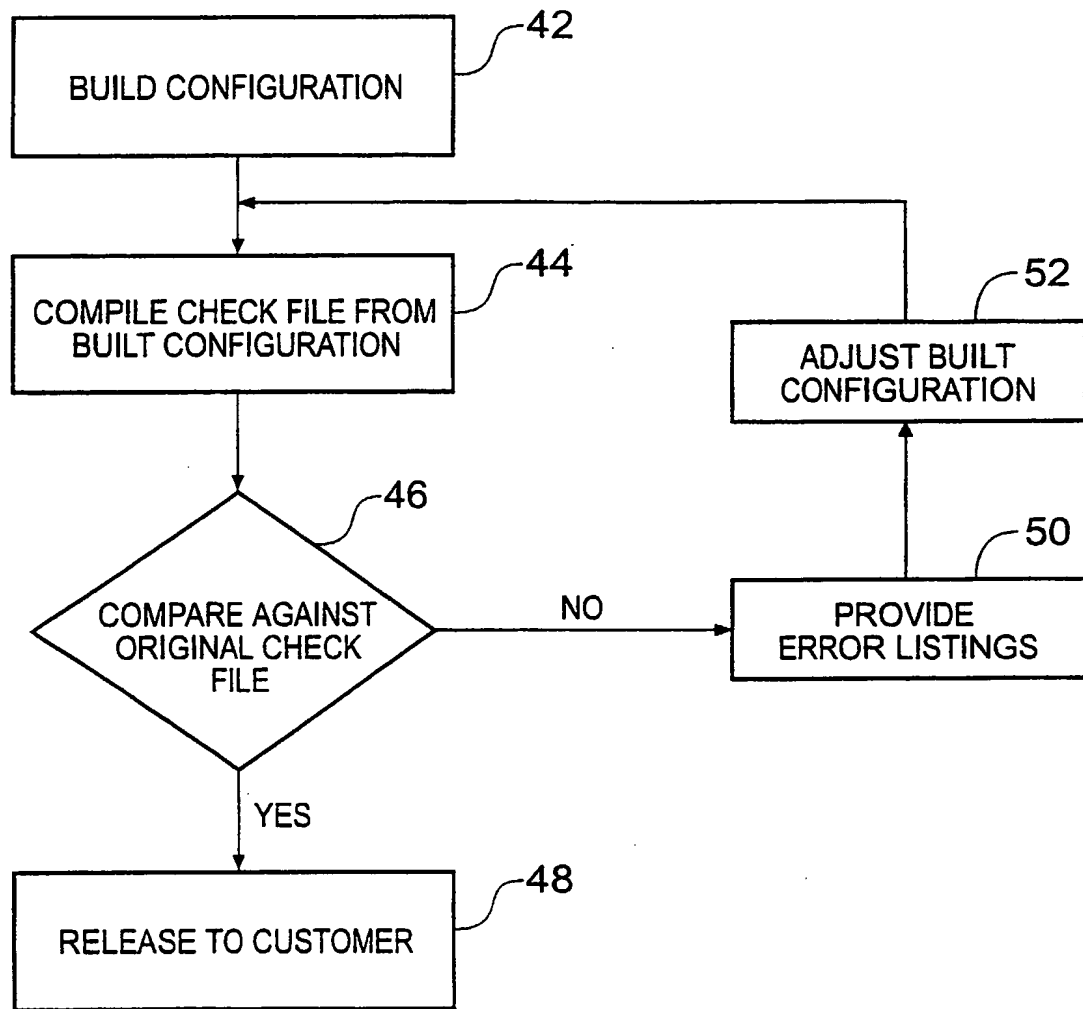 42
BUILD CONFIGURATION
44
COMPILE CHECK FILE FROM
BUILT CONFIGURATION
52
ADJUST BUILT
CONFIGURATION
46
COMPARE AGAINST
ORIGINAL CHECK
FILE
NO
50
PROVIDE
ERROR LISTINGS
YES
48
RELEASE TO CUSTOMER